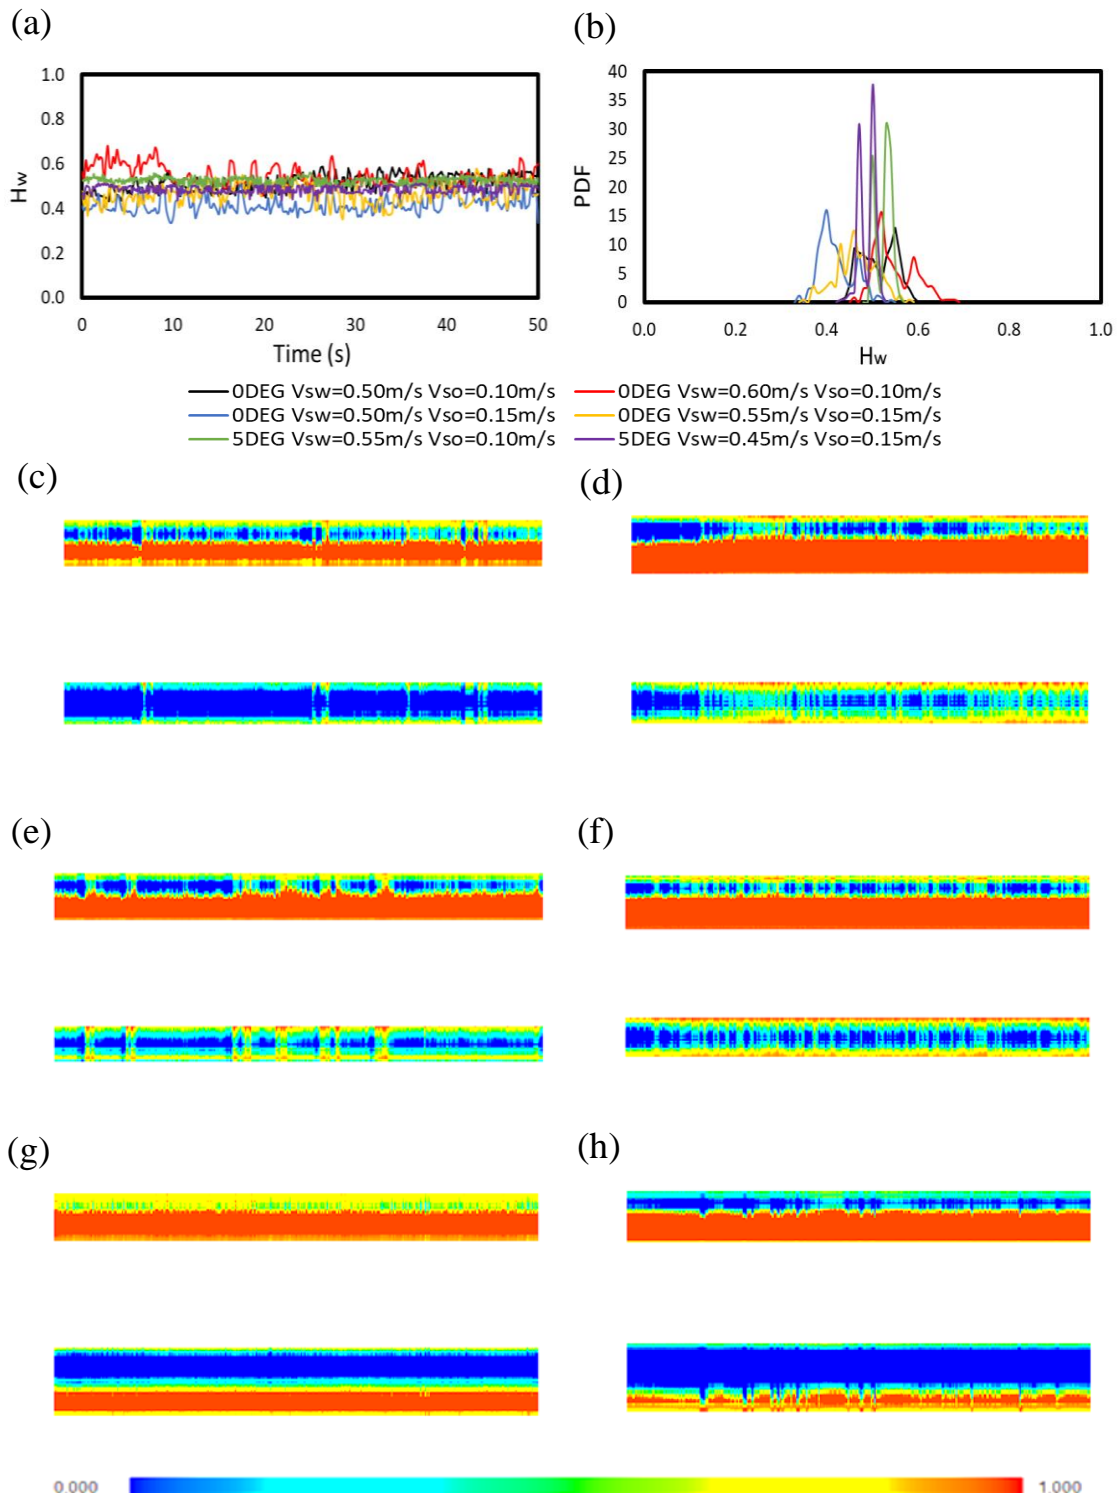 (a)
(b)
1.0
0.8
0.6
0.4
0.2
0.0
Hw
0 10 20 30 40 50
Time (s)
40
35
30
25
20
15
10
5
0
PDF
0.0 0.2 0.4 0.6 0.8 1.0
Hw
0DEG Vsw=0.50m/s Vso=0.10m/s
0DEG Vsw=0.60m/s Vso=0.10m/s
0DEG Vsw=0.50m/s Vso=0.15m/s
0DEG Vsw=0.55m/s Vso=0.15m/s
5DEG Vsw=0.55m/s Vso=0.10m/s
5DEG Vsw=0.45m/s Vso=0.15m/s
(c)
(d)
(e)
(f)
(g)
(h)
0.000 1.000